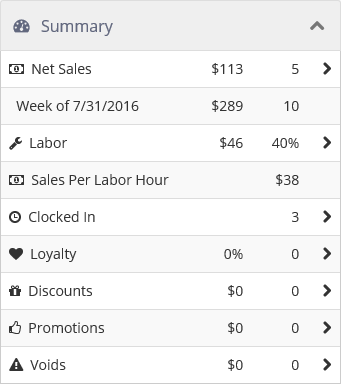 Summary
Net Sales $113 5
Week of 7/31/2016 $289 10
Labor $46 40%
Sales Per Labor Hour $38
Clocked In 3
Loyalty 0% 0
Discounts $0 0
Promotions $0 0
Voids $0 0